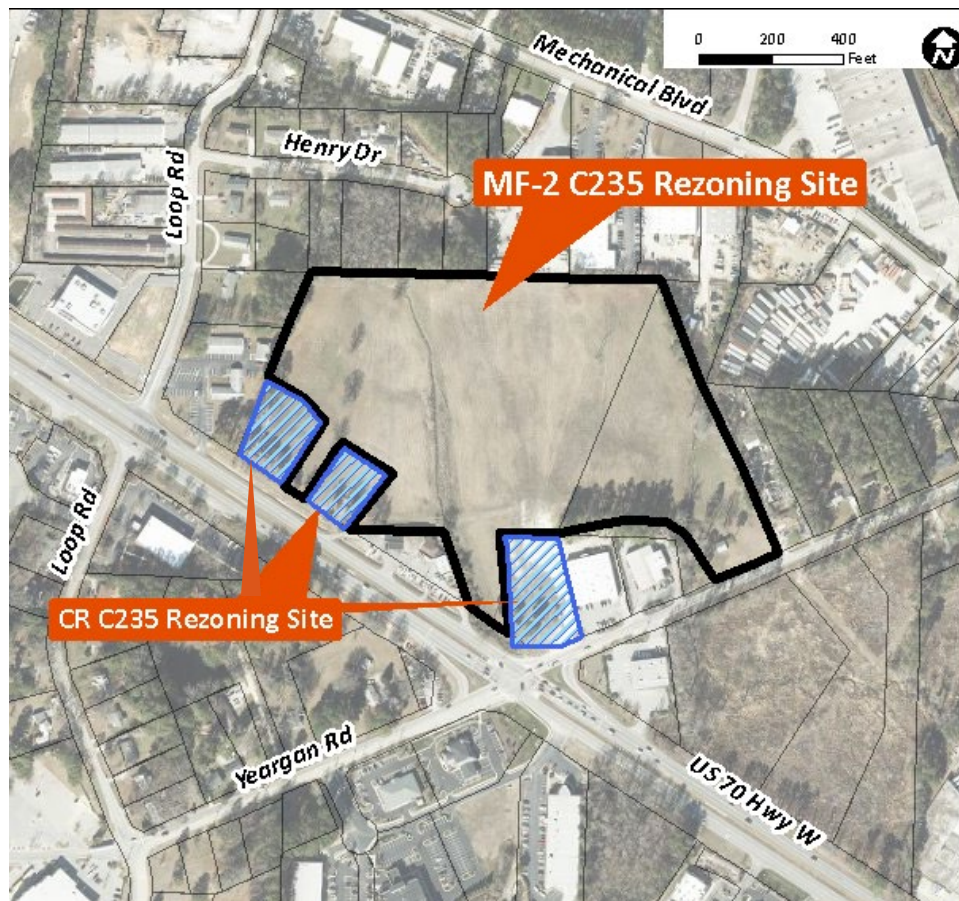 0 200 400
Feet
N
Mechanical Blvd
Henry Dr
Loop Rd
MF-2 C235 Rezoning Site
Loop Rd
CR C235 Rezoning Site
Yeargan Rd
US 70 Hwy W